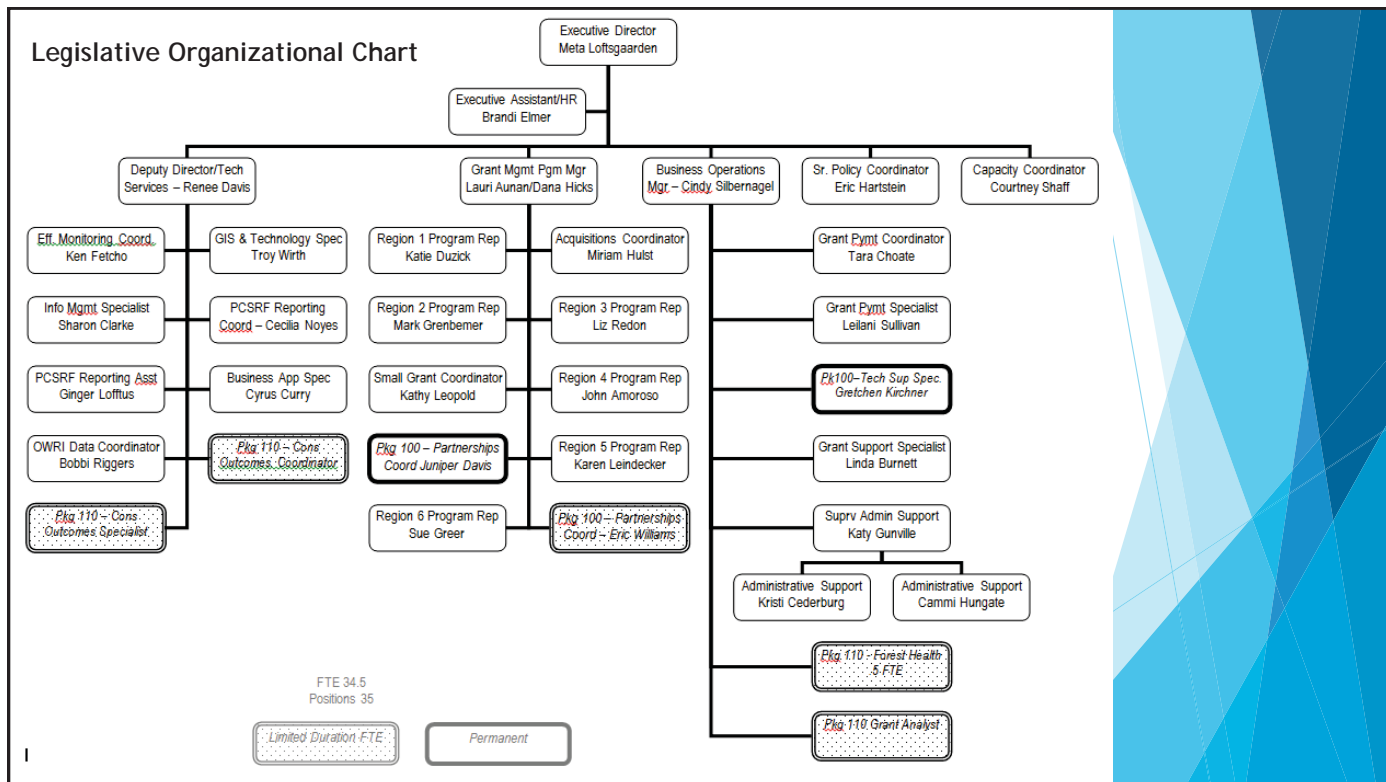 Legislative Organizational Chart
Executive Director
Meta Loftsgaarden
Executive Assistant/HR
Brandi Elmer
Deputy Director/Tech
Services – Renee Davis
Grant Mgmt Pgm Mgr
Lauri Aunan/Dana Hicks
Business Operations
Mgr – Cindy Silbernagel
Sr. Policy Coordinator
Eric Hartstein
Capacity Coordinator
Courtney Shaff
Eff. Monitoring Coord.
Ken Fetcho
GIS & Technology Spec
Troy Wirth
Info Mgmt Specialist
Sharon Clarke
PCSRF Reporting
Coord – Cecilia Noyes
PCSRF Reporting Asst
Ginger Lofftus
Business App Spec
Cyrus Curry
OWRI Data Coordinator
Bobbi Riggers
Pkg 110 – Cons
Outcomes Coordinator
Pkg 110 – Cons
Outcomes Specialist
Region 1 Program Rep
Katie Duzick
Acquisitions Coordinator
Miriam Hulst
Region 2 Program Rep
Mark Grenbemer
Region 3 Program Rep
Liz Redon
Small Grant Coordinator
Kathy Leopold
Region 4 Program Rep
John Amoroso
Pkg 100 – Partnerships
Coord Juniper Davis
Region 5 Program Rep
Karen Leindecker
Region 6 Program Rep
Sue Greer
Pkg 100 – Partnerships
Coord – Eric Williams
Grant Pymt Coordinator
Tara Choate
Grant Pymt Specialist
Leilani Sullivan
Pk100–Tech Sup Spec.
Gretchen Kirchner
Grant Support Specialist
Linda Burnett
Suprv Admin Support
Katy Gunville
Administrative Support
Kristi Cederburg
Administrative Support
Cammi Hungate
Pkg 110 - Forest Health
.5 FTE
Pkg 110 Grant Analyst
FTE 34.5
Positions 35
Limited Duration FTE
Permanent
I